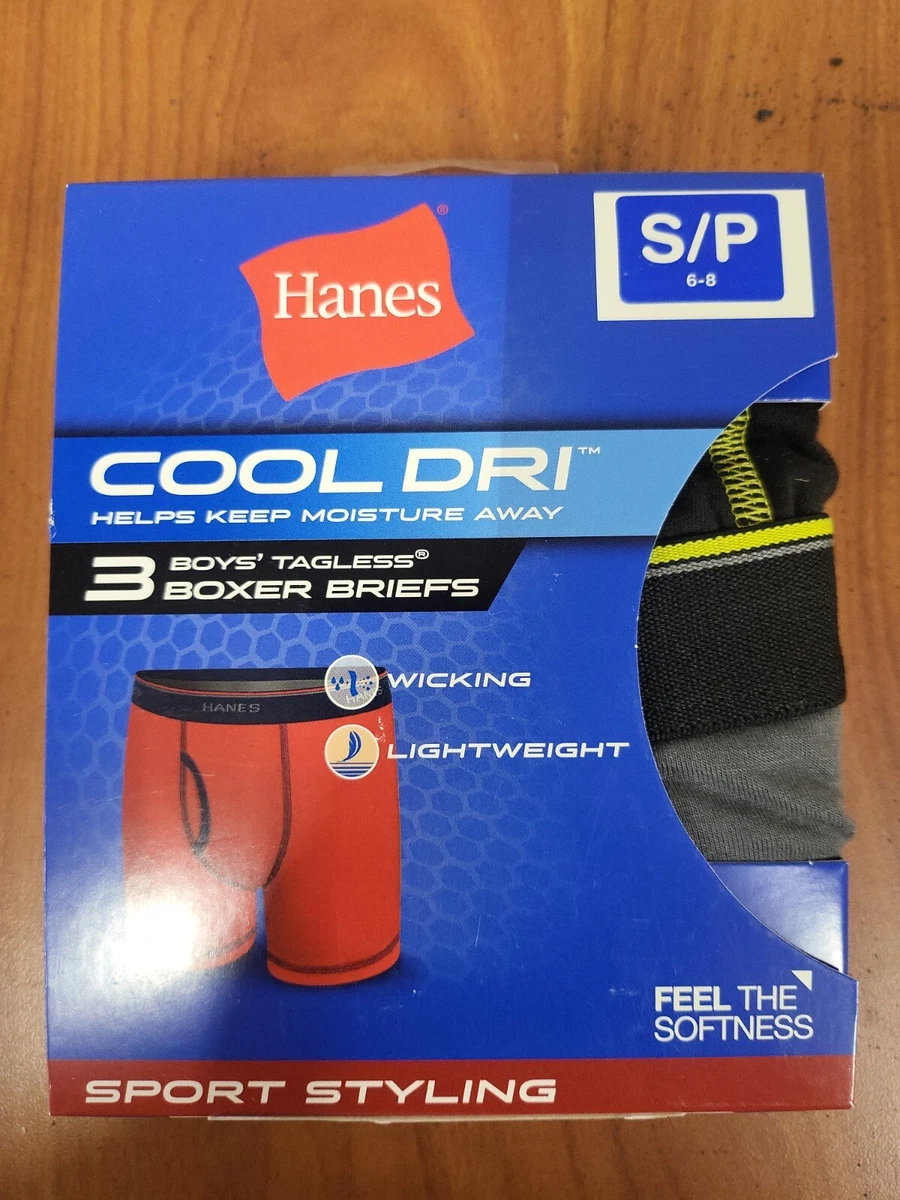 Hanes®
S/P
6-8
COOL DRI™
HELPS KEEP MOISTURE AWAY
3 BOYS' TAGLESS®
BOXER BRIEFS
HANES
WICKING
LIGHTWEIGHT
FEEL THE
SOFTNESS
SPORT STYLING